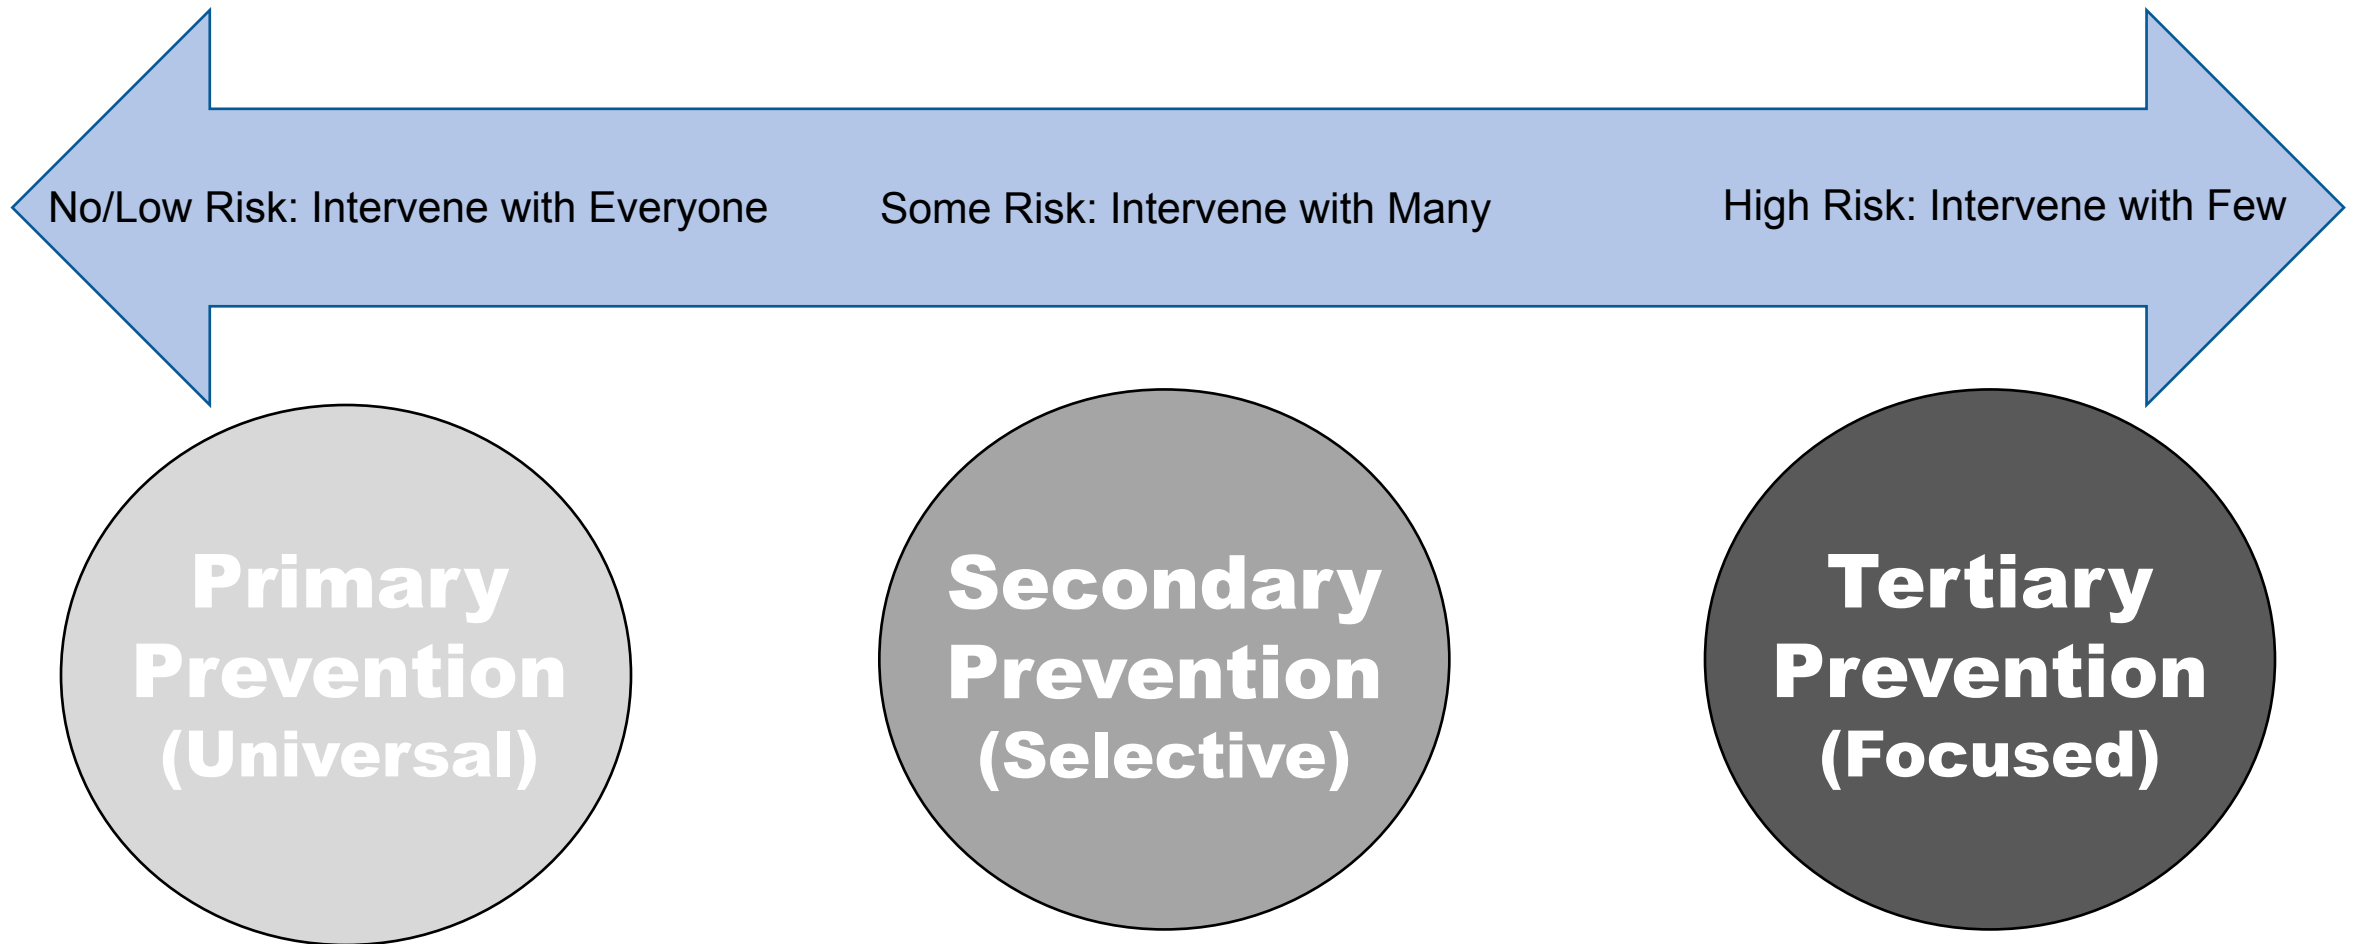 No/Low Risk: Intervene with Everyone
Some Risk: Intervene with Many
High Risk: Intervene with Few
Primary
Prevention
(Universal)
Secondary
Prevention
(Selective)
Tertiary
Prevention
(Focused)